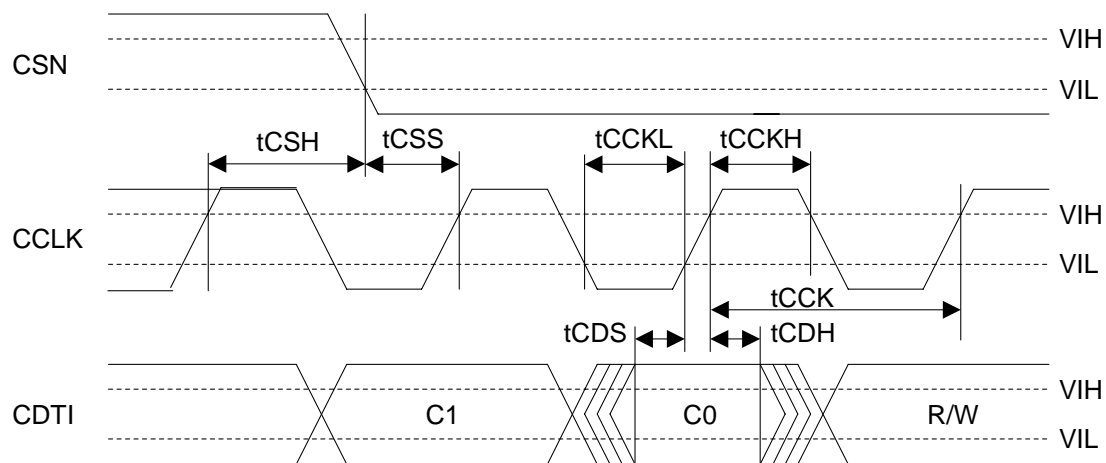 CSN
VIH
VIL
tCSH
tCSS
tCCKL
tCCKH
CCLK
VIH
VIL
tCCK
tCDS
tCDH
CDTI
C1
C0
R/W
VIH
VIL